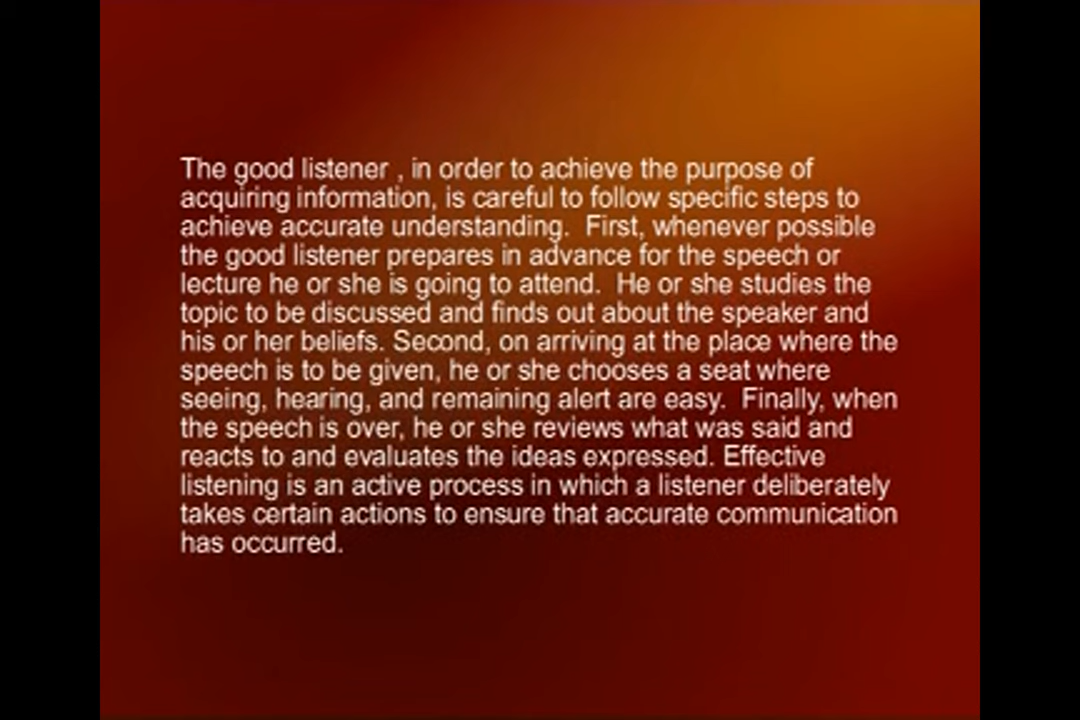 The good listener , in order to achieve the purpose of
acquiring information, is careful to follow specific steps to
achieve accurate understanding.  First, whenever possible
the good listener prepares in advance for the speech or
lecture he or she is going to attend.  He or she studies the
topic to be discussed and finds out about the speaker and
his or her beliefs. Second, on arriving at the place where the
speech is to be given, he or she chooses a seat where
seeing, hearing, and remaining alert are easy.  Finally, when
the speech is over, he or she reviews what was said and
reacts to and evaluates the ideas expressed. Effective
listening is an active process in which a listener deliberately
takes certain actions to ensure that accurate communication
has occurred.